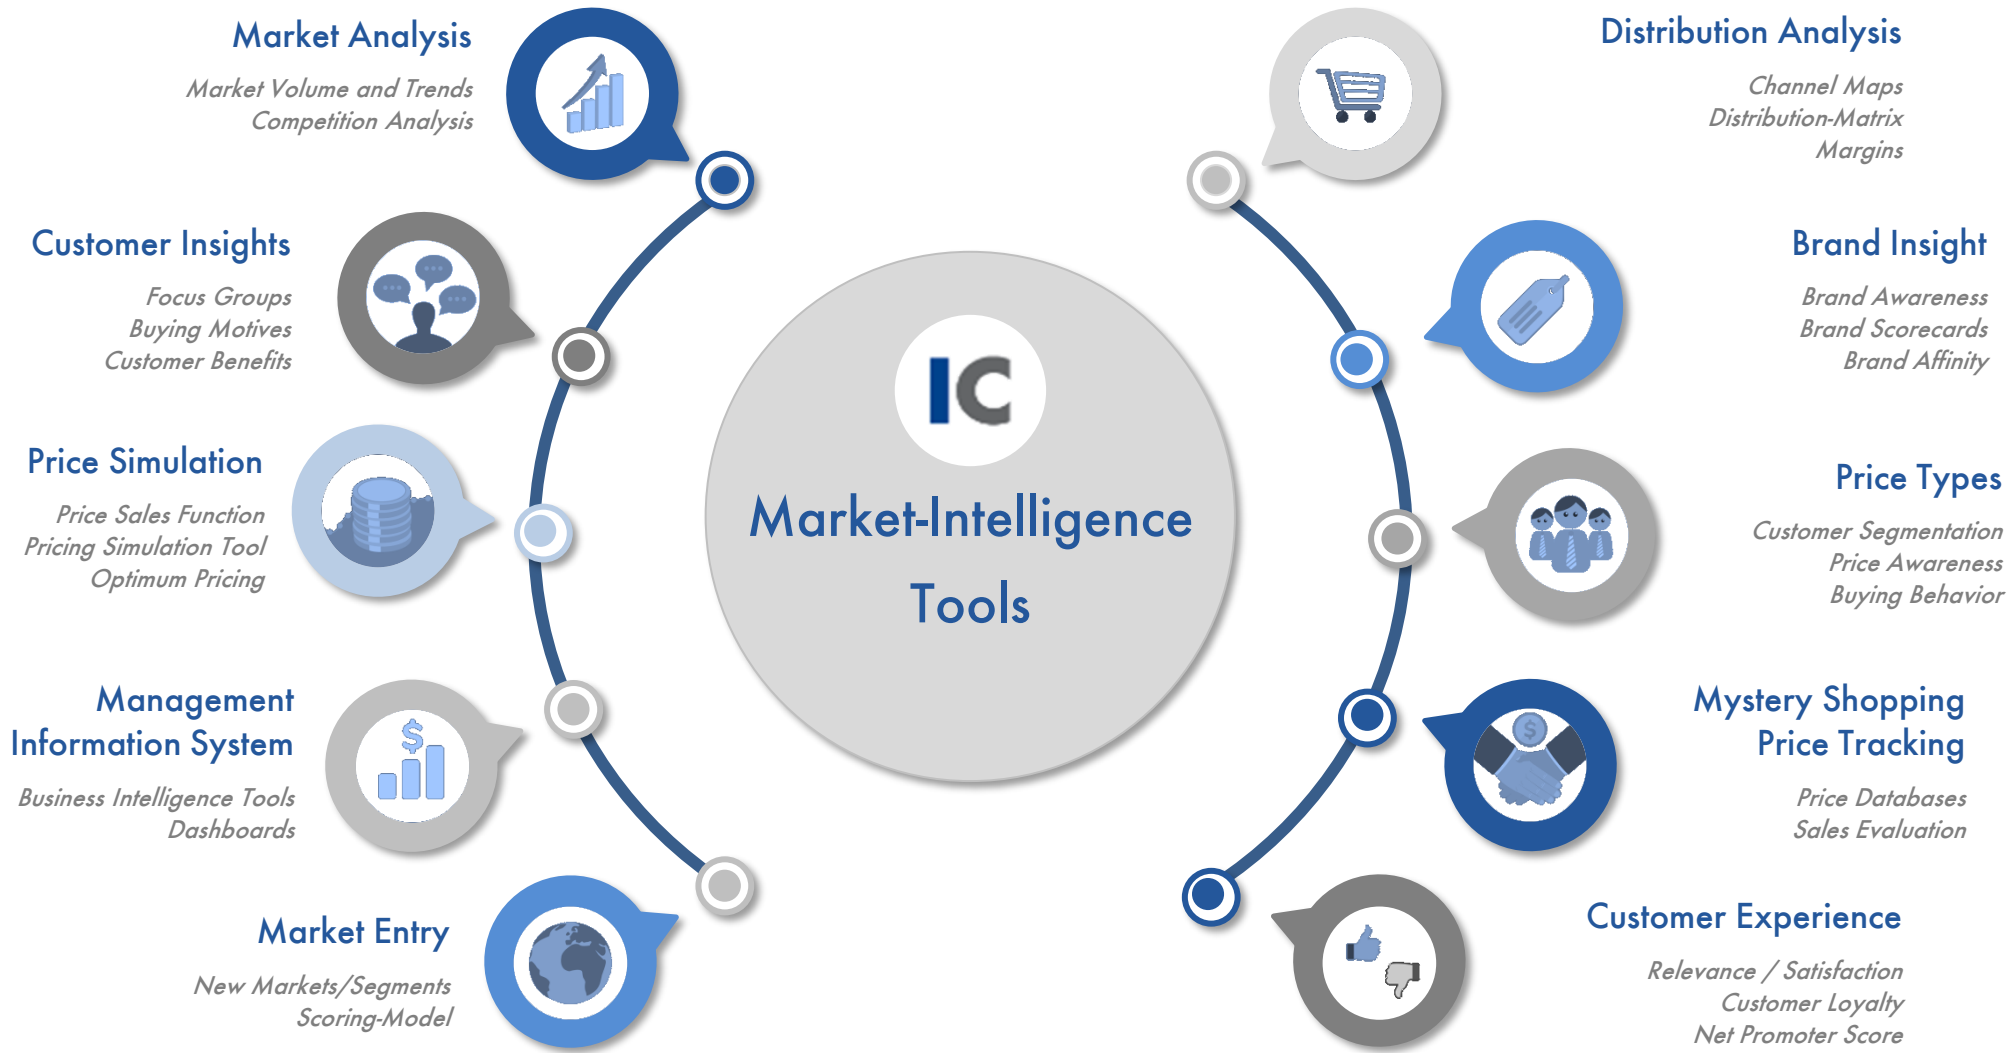 Market Analysis
Market Volume and Trends
Competition Analysis
Customer Insights
Focus Groups
Buying Motives
Customer Benefits
Price Simulation
Price Sales Function
Pricing Simulation Tool
Optimum Pricing
Management
Information System
Business Intelligence Tools
Dashboards
$
Market Entry
New Markets/Segments
Scoring-Model
IC
Market-Intelligence
Tools
Distribution Analysis
Channel Maps
Distribution-Matrix
Margins
Brand Insight
Brand Awareness
Brand Scorecards
Brand Affinity
Price Types
Customer Segmentation
Price Awareness
Buying Behavior
Mystery Shopping
Price Tracking
Price Databases
Sales Evaluation
$
Customer Experience
Relevance / Satisfaction
Customer Loyalty
Net Promoter Score